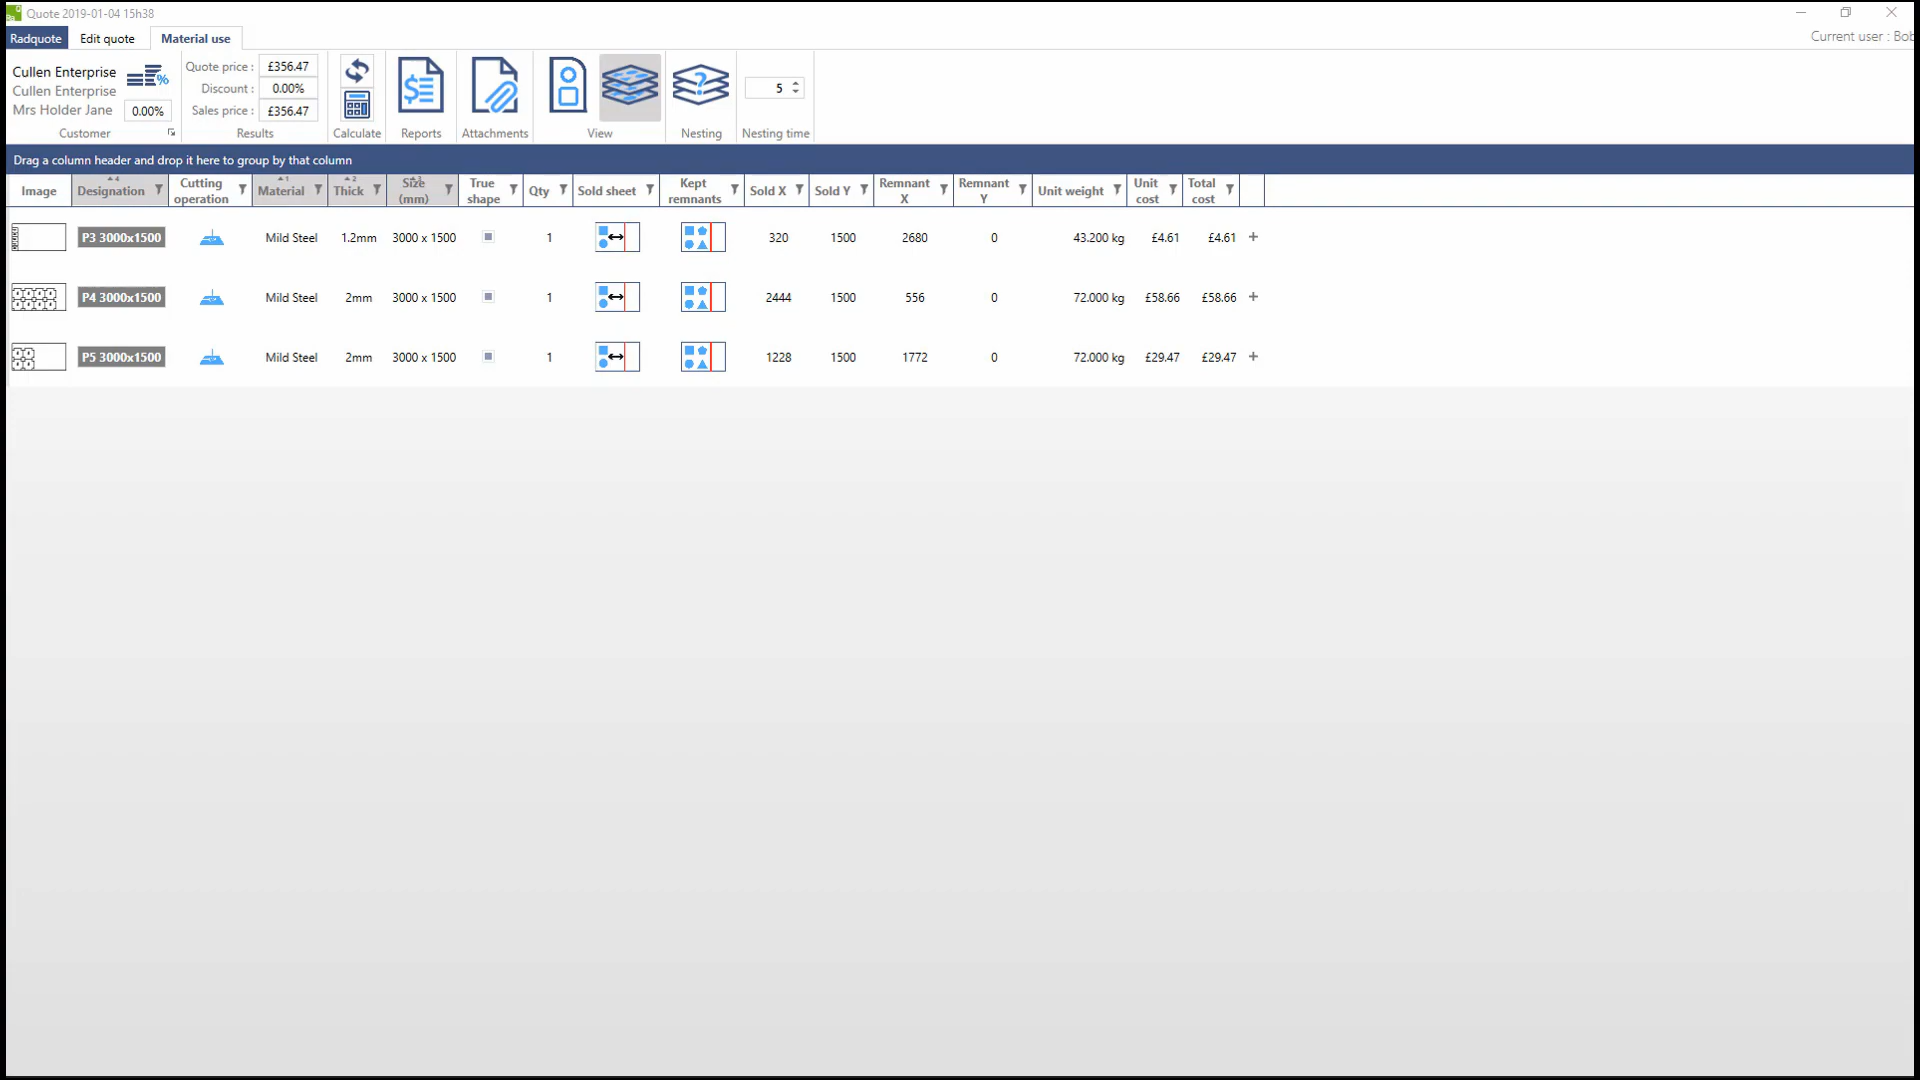 Quote 2019-01-04 15h38
Radquote Edit quote Material use
Current user : Bob
Cullen Enterprise
Cullen Enterprise
Mrs Holder Jane 0.00%
Customer
Quote price : £356.47
Discount : 0.00%
Sales price : £356.47
Results
Calculate
Reports
Attachments
View
Nesting
5
Nesting time
Drag a column header and drop it here to group by that column
Image Designation Cutting operation Material Thick Size (mm) True shape Qty Sold sheet Kept remnants Sold X Sold Y Remnant X Remnant Y Unit weight Unit cost Total cost
P3 3000x1500 Mild Steel 1.2mm 3000 x 1500 1 320 1500 2680 0 43.200 kg £4.61 £4.61 +
P4 3000x1500 Mild Steel 2mm 3000 x 1500 1 2444 1500 556 0 72.000 kg £58.66 £58.66 +
P5 3000x1500 Mild Steel 2mm 3000 x 1500 1 1228 1500 1772 0 72.000 kg £29.47 £29.47 +